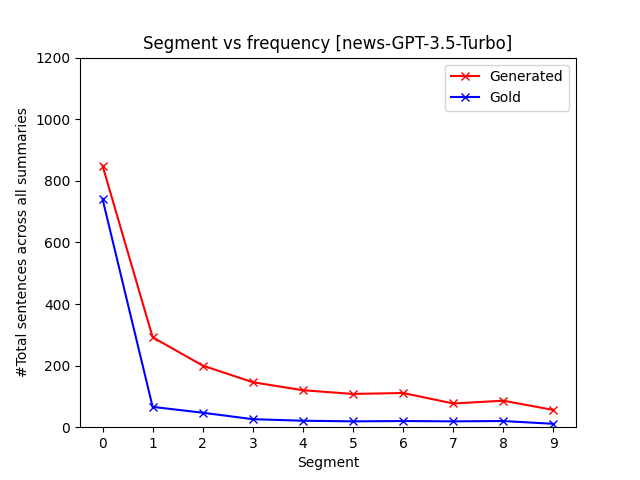 Segment vs frequency [news-GPT-3.5-Turbo]
Generated
Gold
#Total sentences across all summaries
1200
1000
800
600
400
200
0
0 1 2 3 4 5 6 7 8 9
Segment